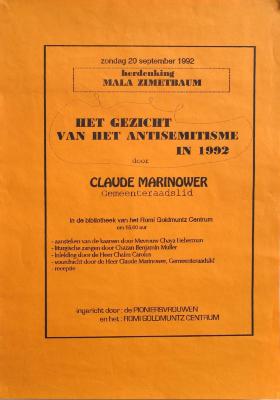 zondag 20 september 1992
herdenking
MALA ZIMETBAUM
HET GEZICHT
VAN HET ANTISEMITISME
IN 1992
door
CLAUDE MARINOWER
Gemeenteraadslid
in de bibliotheek van het Romi Goldmuntz Centrum
om 15.00 uur
- aansteken van de kaarsen door Mevrouw Chaya Lieberman
- liturgische zangen door Chazan Benjamin Muller
- inleiding door de Heer Chaim Carolus
- voordracht door de Heer Claude Marinower, Gemeenteraadslid
- receptie
ingericht door : de PIONIERSVROUWEN
en het : ROMI GOLDMUNTZ CENTRUM